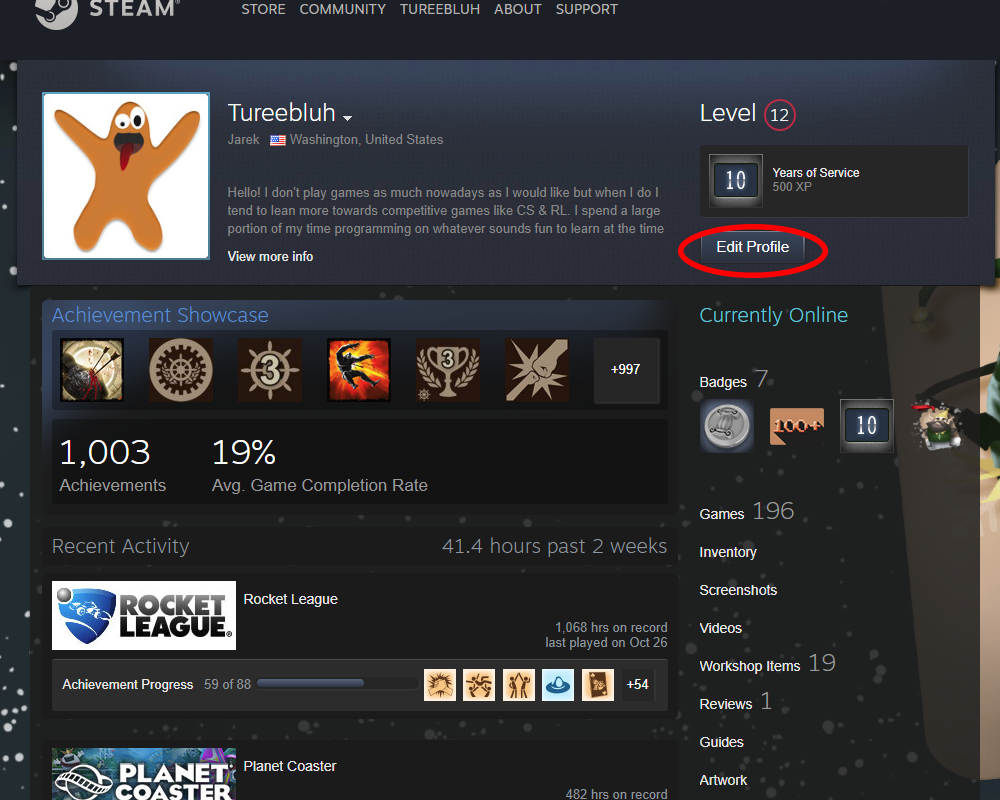 STEAM
STORE COMMUNITY TUREEBLUH ABOUT SUPPORT
Tureebluh
Jarek Washington, United States
Hello! I don't play games as much nowadays as I would like but when I do I
tend to lean more towards competitive games like CS & RL. I spend a large
portion of my time programming on whatever sounds fun to learn at the time
View more info
Level 12
10
Years of Service
500 XP
Edit Profile
Achievement Showcase
3
3
+997
1,003
Achievements
19%
Avg. Game Completion Rate
Recent Activity
41.4 hours past 2 weeks
ROCKET
LEAGUE
Rocket League
1,068 hrs on record
last played on Oct 26
Achievement Progress 59 of 88
+54
PLANET
COASTER
Planet Coaster
482 hrs on record
Currently Online
Badges 7
100+
10
Games 196
Inventory
Screenshots
Videos
Workshop Items 19
Reviews 1
Guides
Artwork